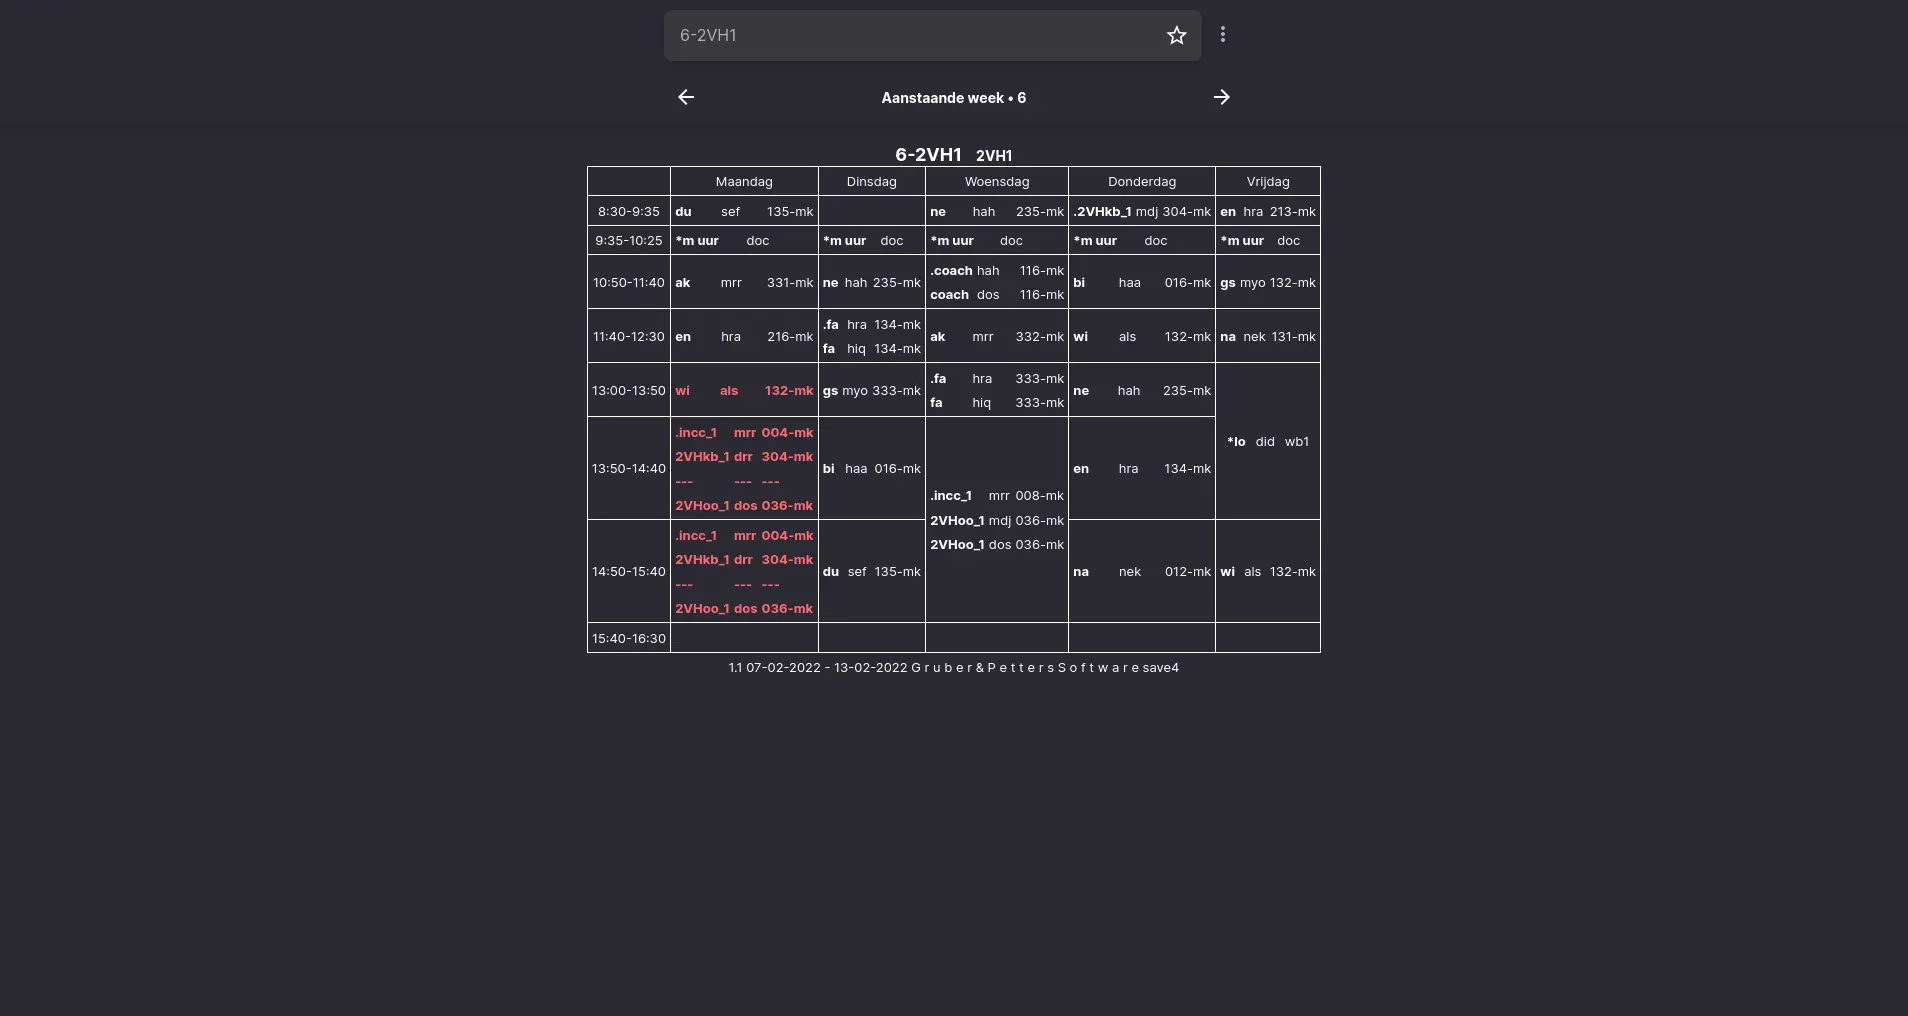 6-2VH1
Aanstaande week • 6
6-2VH1 2VH1
Maandag Dinsdag Woensdag Donderdag Vrijdag
8:30-9:35 du sef 135-mk ne hah 235-mk .2VHkb_1 mdj 304-mk en hra 213-mk
9:35-10:25 *m uur doc *m uur doc *m uur doc *m uur doc *m uur doc
10:50-11:40 ak mrr 331-mk ne hah 235-mk .coach hah 116-mk bi haa 016-mk gs myo 132-mk
coach dos 116-mk
11:40-12:30 en hra 216-mk .fa hra 134-mk ak mrr 332-mk wi als 132-mk na nek 131-mk
fa hiq 134-mk
13:00-13:50 wi als 132-mk gs myo 333-mk .fa hra 333-mk ne hah 235-mk
fa hiq 333-mk
*lo did wb1
13:50-14:40 .incc_1 mrr 004-mk bi haa 016-mk en hra 134-mk
2VHkb_1 drr 304-mk
--- --- ---
2VHoo_1 dos 036-mk
.incc_1 mrr 008-mk
2VHoo_1 mdj 036-mk
2VHoo_1 dos 036-mk
14:50-15:40 .incc_1 mrr 004-mk du sef 135-mk na nek 012-mk wi als 132-mk
2VHkb_1 drr 304-mk
--- --- ---
2VHoo_1 dos 036-mk
15:40-16:30
1.1 07-02-2022 - 13-02-2022 G r u b e r & P e t t e r s S o f t w a r e save4